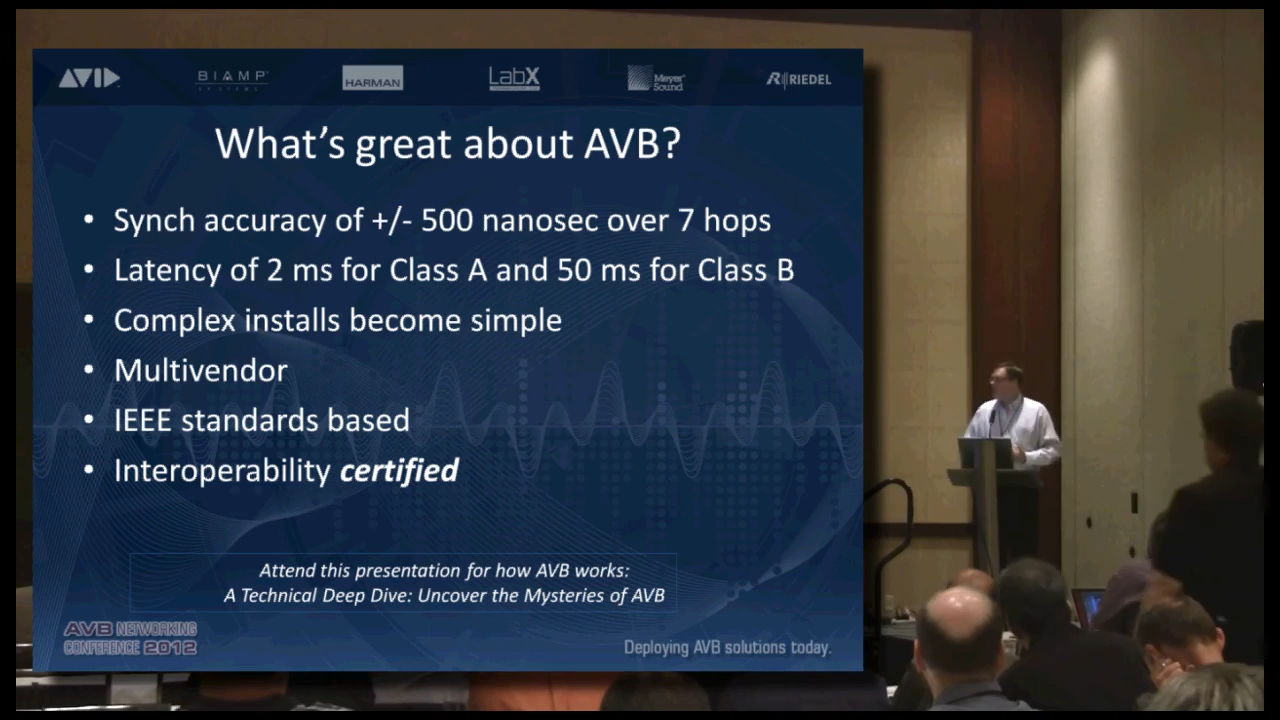 AVID
BIAMP
SYSTEMS
HARMAN
LabX
Meyer
Sound
RIEDEL
What's great about AVB?
• Synch accuracy of +/- 500 nanosec over 7 hops
• Latency of 2 ms for Class A and 50 ms for Class B
• Complex installs become simple
• Multivendor
• IEEE standards based
• Interoperability certified
Attend this presentation for how AVB works:
A Technical Deep Dive: Uncover the Mysteries of AVB
AVB NETWORKING
CONFERENCE 2012
Deploying AVB solutions today.